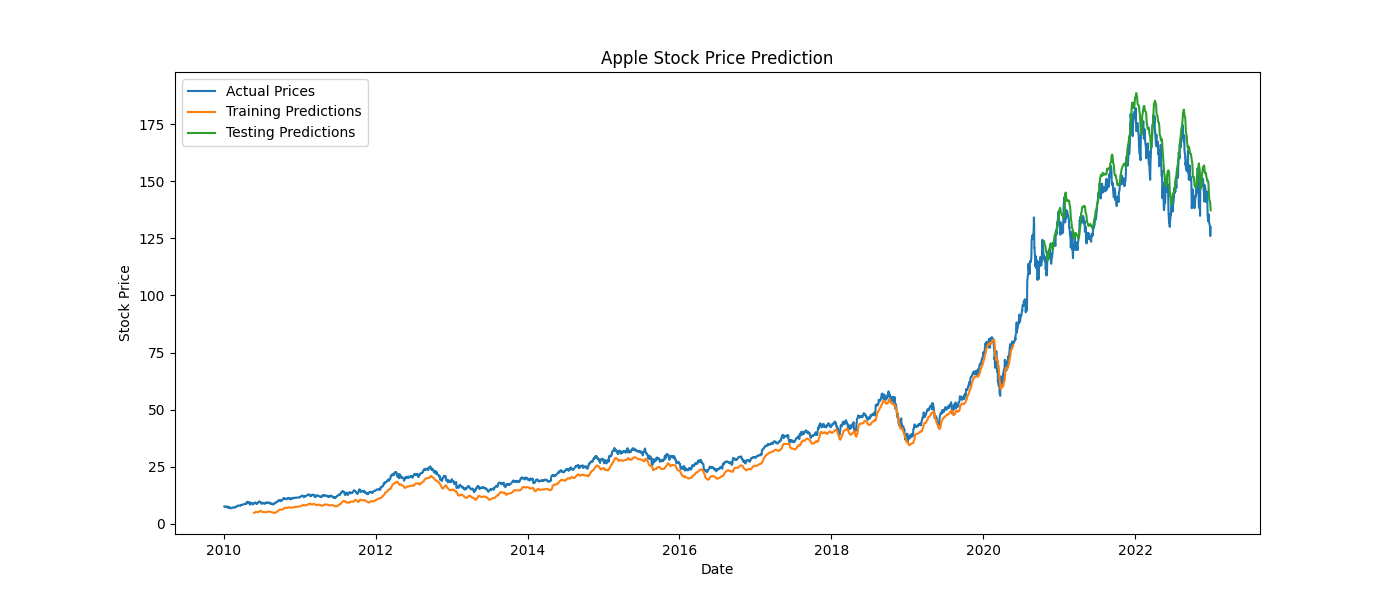 Apple Stock Price Prediction
Actual Prices
Training Predictions
Testing Predictions
175
150
125
100
75
50
25
0
Stock Price
2010 2012 2014 2016 2018 2020 2022
Date